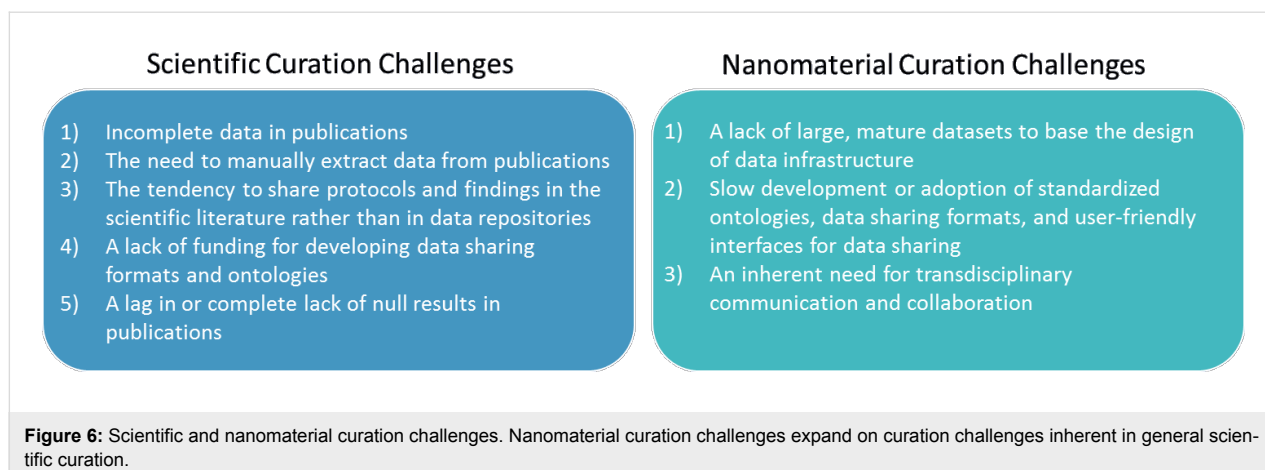 Scientific Curation Challenges
1) Incomplete data in publications
2) The need to manually extract data from publications
3) The tendency to share protocols and findings in the
scientific literature rather than in data repositories
4) A lack of funding for developing data sharing
formats and ontologies
5) A lag in or complete lack of null results in
publications
Nanomaterial Curation Challenges
1) A lack of large, mature datasets to base the design
of data infrastructure
2) Slow development or adoption of standardized
ontologies, data sharing formats, and user-friendly
interfaces for data sharing
3) An inherent need for transdisciplinary
communication and collaboration
Figure 6: Scientific and nanomaterial curation challenges. Nanomaterial curation challenges expand on curation challenges inherent in general scien-
tific curation.